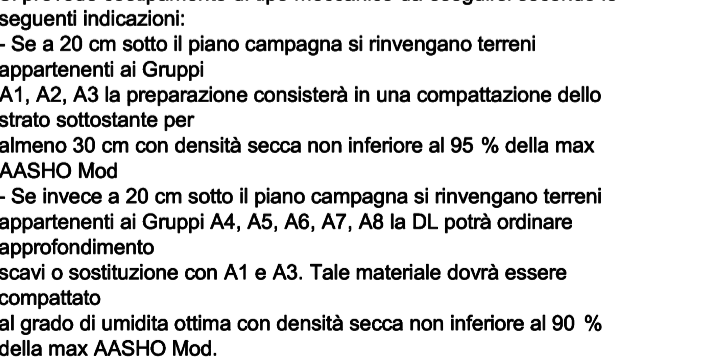 seguenti indicazioni:
- Se a 20 cm sotto il piano campagna si rinvengano terreni
appartenenti ai Gruppi
A1, A2, A3 la preparazione consisterà in una compattazione dello
strato sottostante per
almeno 30 cm con densità secca non inferiore al 95 % della max
AASHO Mod
- Se invece a 20 cm sotto il piano campagna si rinvengano terreni
appartenenti ai Gruppi A4, A5, A6, A7, A8 la DL potrà ordinare
approfondimento
scavi o sostituzione con A1 e A3. Tale materiale dovrà essere
compattato
al grado di umidita ottima con densità secca non inferiore al 90 %
della max AASHO Mod.